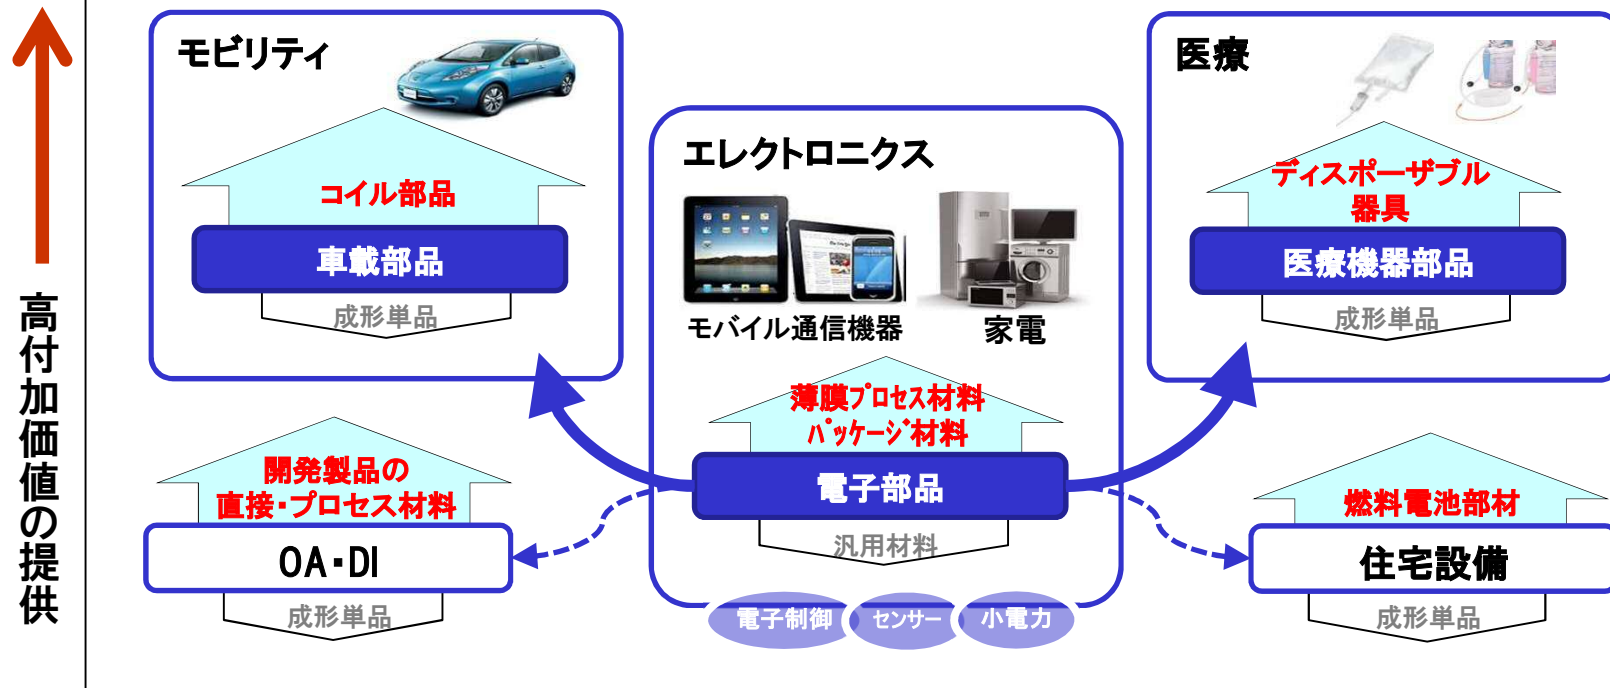 高付加価値の提供
モビリティ
コイル部品
車載部品
成形単品
開発製品の
直接・プロセス材料
OA・DI
成形単品
エレクトロニクス
モバイル通信機器
家電
薄膜プロセス材料
パッケージ材料
電子部品
汎用材料
電子制御
センサー
小電力
医療
ディスポーザブル
器具
医療機器部品
成形単品
燃料電池部材
住宅設備
成形単品